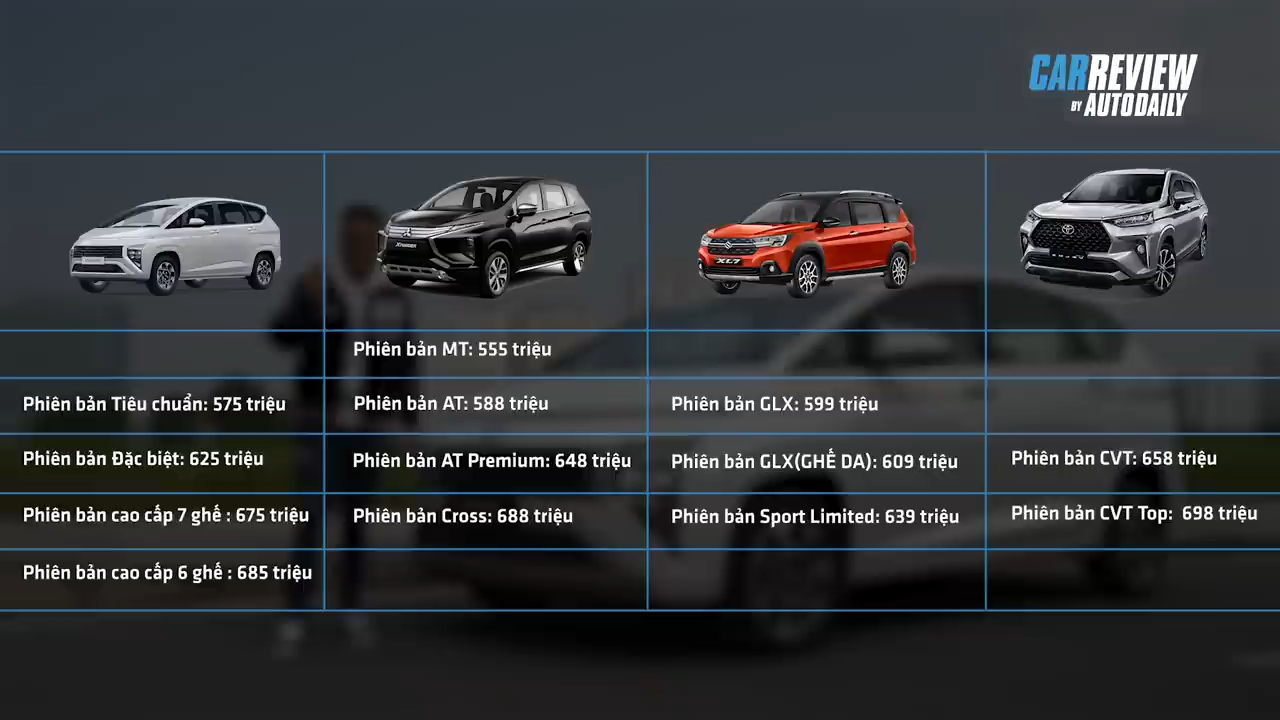 CARREVIEW
BY AUTODAILY
XL7
Phiên bản MT: 555 triệu
Phiên bản Tiêu chuẩn: 575 triệu
Phiên bản AT: 588 triệu
Phiên bản GLX: 599 triệu
Phiên bản Đặc biệt: 625 triệu
Phiên bản AT Premium: 648 triệu
Phiên bản GLX(GHẾ DA): 609 triệu
Phiên bản CVT: 658 triệu
Phiên bản cao cấp 7 ghế : 675 triệu
Phiên bản Cross: 688 triệu
Phiên bản Sport Limited: 639 triệu
Phiên bản CVT Top: 698 triệu
Phiên bản cao cấp 6 ghế : 685 triệu